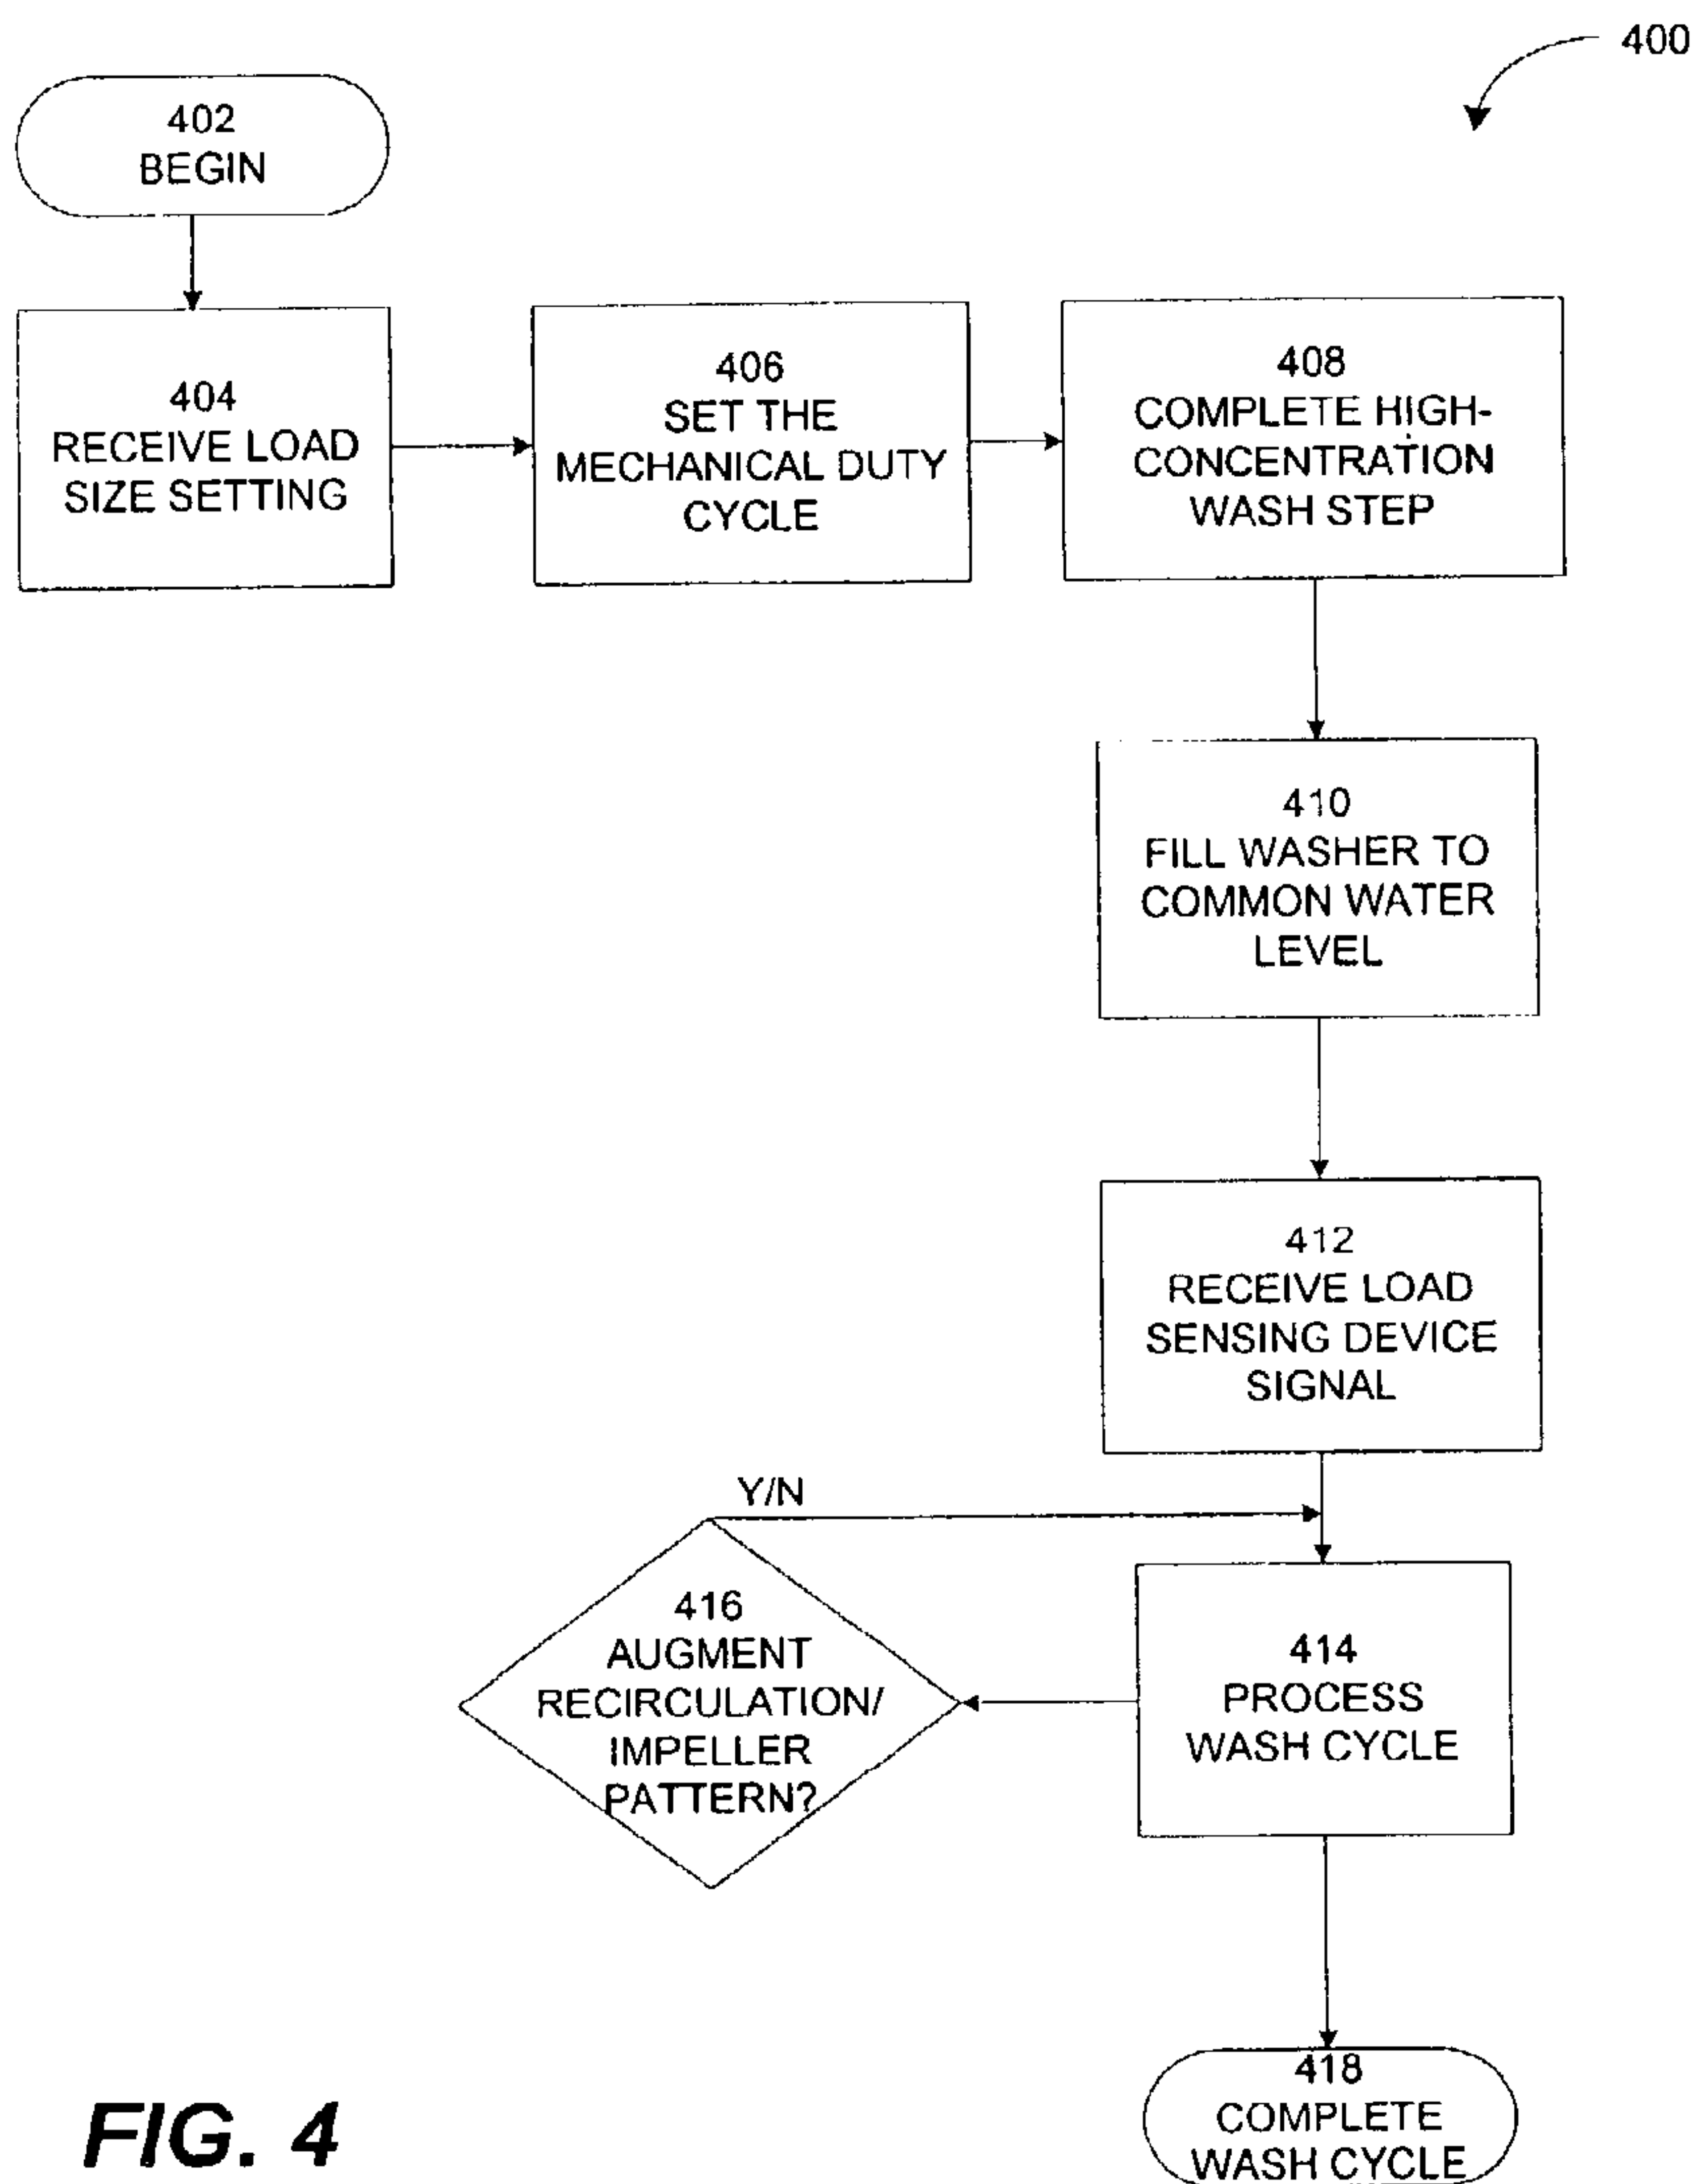 400
402
BEGIN
404
RECEIVE LOAD
SIZE SETTING
406
SET THE
MECHANICAL DUTY
CYCLE
408
COMPLETE HIGH-
CONCENTRATION
WASH STEP
410
FILL WASHER TO
COMMON WATER
LEVEL
412
RECEIVE LOAD
SENSING DEVICE
SIGNAL
Y/N
416
AUGMENT
RECIRCULATION/
IMPELLER
PATTERN?
414
PROCESS
WASH CYCLE
418
COMPLETE
WASH CYCLE
FIG. 4